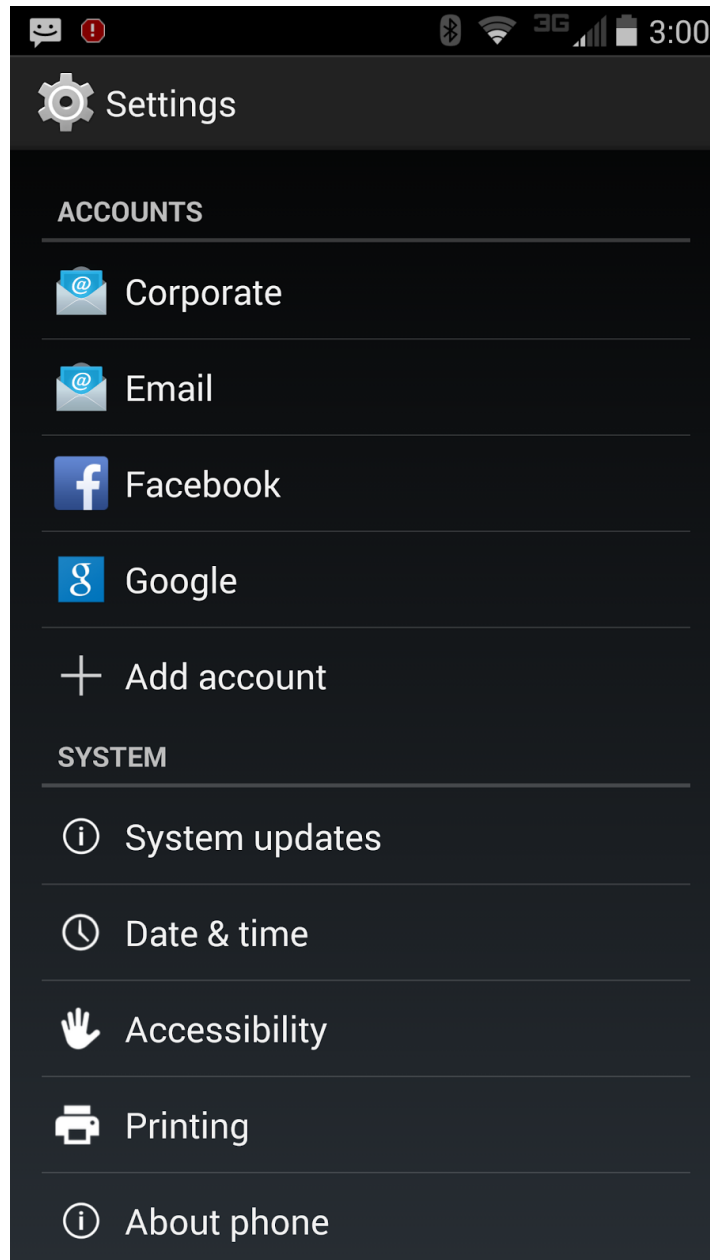 3G 3:00
Settings
ACCOUNTS
Corporate
Email
Facebook
Google
Add account
SYSTEM
System updates
Date & time
Accessibility
Printing
About phone